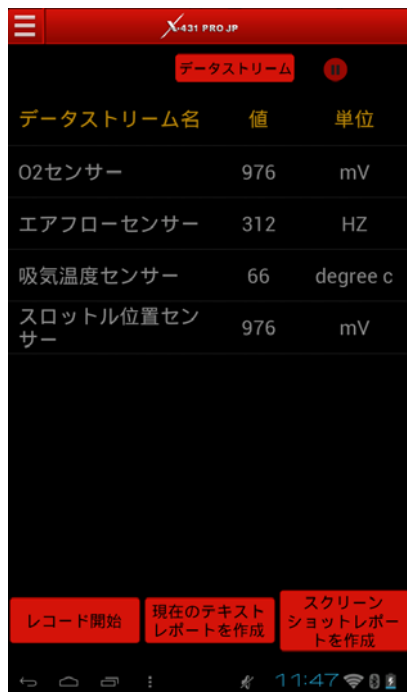 X-431 PRO JP
データストリーム
データストリーム名 値 単位
O2センサー 976 mV
エアフローセンサー 312 HZ
吸気温度センサー 66 degree c
スロットル位置セン
サー 976 mV
レコード開始
現在のテキスト
レポートを作成
スクリーン
ショットレポー
トを作成
11:47